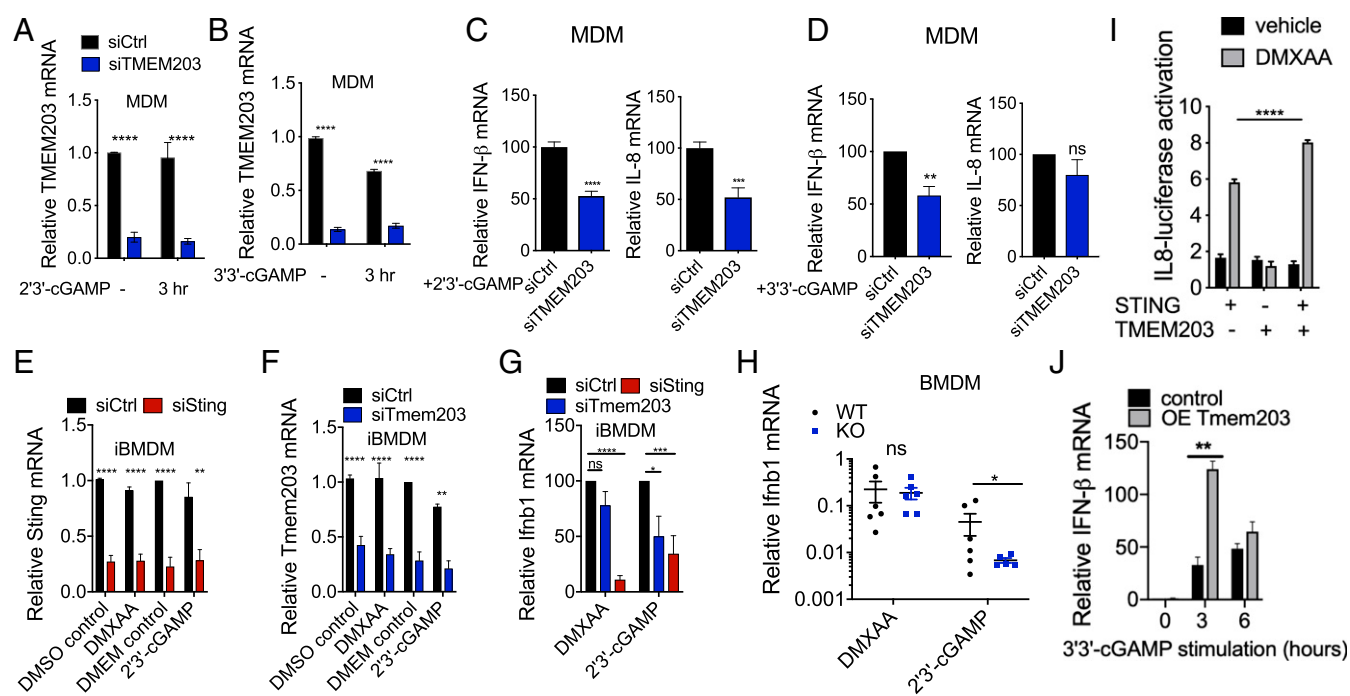 A
siCtrl
siTMEM203
MDM
Relative TMEM203 mRNA
1.5
1.0
0.5
0.0
****
****
2'3'-cGAMP - 3 hr
B
MDM
Relative TMEM203 mRNA
1.5
1.0
0.5
0.0
****
****
3'3'-cGAMP - 3 hr
C
MDM
Relative IFN-β mRNA
150
100
50
0
****
+2'3'-cGAMP
siCtrl
siTMEM203
Relative IL-8 mRNA
150
100
50
0
***
siCtrl
siTMEM203
D
MDM
Relative IFN-β mRNA
150
100
50
0
**
+3'3'-cGAMP
siCtrl
siTMEM203
Relative IL-8 mRNA
150
100
50
0
ns
siCtrl
siTMEM203
I
vehicle
DMXAA
IL8-luciferase activation
10
8
6
4
2
0
****
STING + - +
TMEM203 - + +
E
siCtrl siSting
iBMDM
Relative Sting mRNA
1.5
1.0
0.5
0.0
**** **** **** **
DMSO control
DMXAA
DMEM control
2'3'-cGAMP
F
siCtrl
siTmem203
iBMDM
Relative Tmem203 mRNA
1.5
1.0
0.5
0.0
**** **** **** **
DMSO control
DMXAA
DMEM control
2'3'-cGAMP
G
siCtrl siSting
siTmem203
iBMDM
Relative Ifnb1 mRNA
150
100
50
0
****
ns
***
*
DMXAA
2'3'-cGAMP
H
BMDM
WT
KO
Relative Ifnb1 mRNA
1
0.1
0.01
0.001
ns
*
DMXAA
2'3'-cGAMP
J
control
OE Tmem203
Relative IFN-β mRNA
150
100
50
0
**
0 3 6
3'3'-cGAMP stimulation (hours)